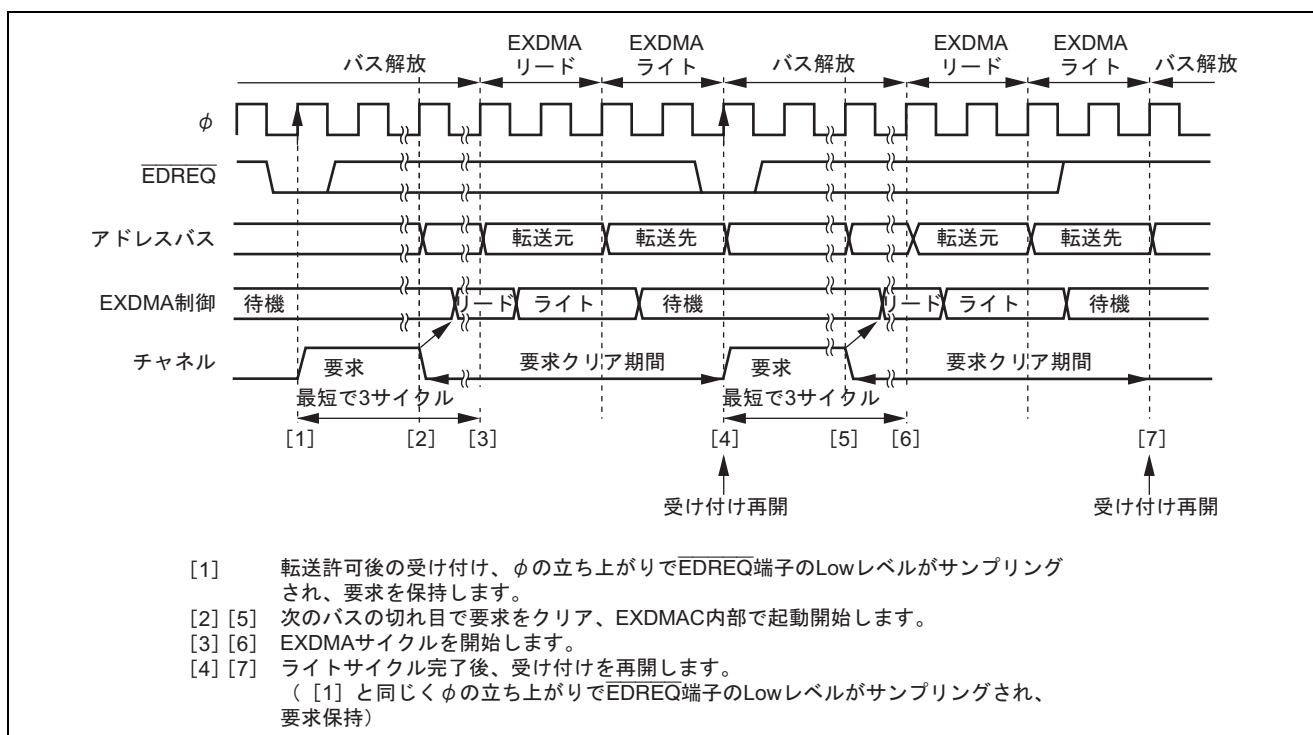 EXDMA EXDMA EXDMA EXDMA
バス解放 リード ライト バス解放 リード ライト バス解放
φ
EDREQ
アドレスバス 転送元 転送先 転送元 転送先
EXDMA制御 待機 リード ライト 待機 リード ライト 待機
チャネル 要求 要求クリア期間 要求 要求クリア期間
最短で3サイクル 最短で3サイクル
[1] [2] [3] [4] [5] [6] [7]
受け付け再開 受け付け再開
[1] 転送許可後の受け付け、φの立ち上がりでEDREQ端子のLowレベルがサンプリング
され、要求を保持します。
[2] [5] 次のバスの切れ目で要求をクリア、EXDMAC内部で起動開始します。
[3] [6] EXDMAサイクルを開始します。
[4] [7] ライトサイクル完了後、受け付けを再開します。
（[1]と同じくφの立ち上がりでEDREQ端子のLowレベルがサンプリングされ、
要求保持）